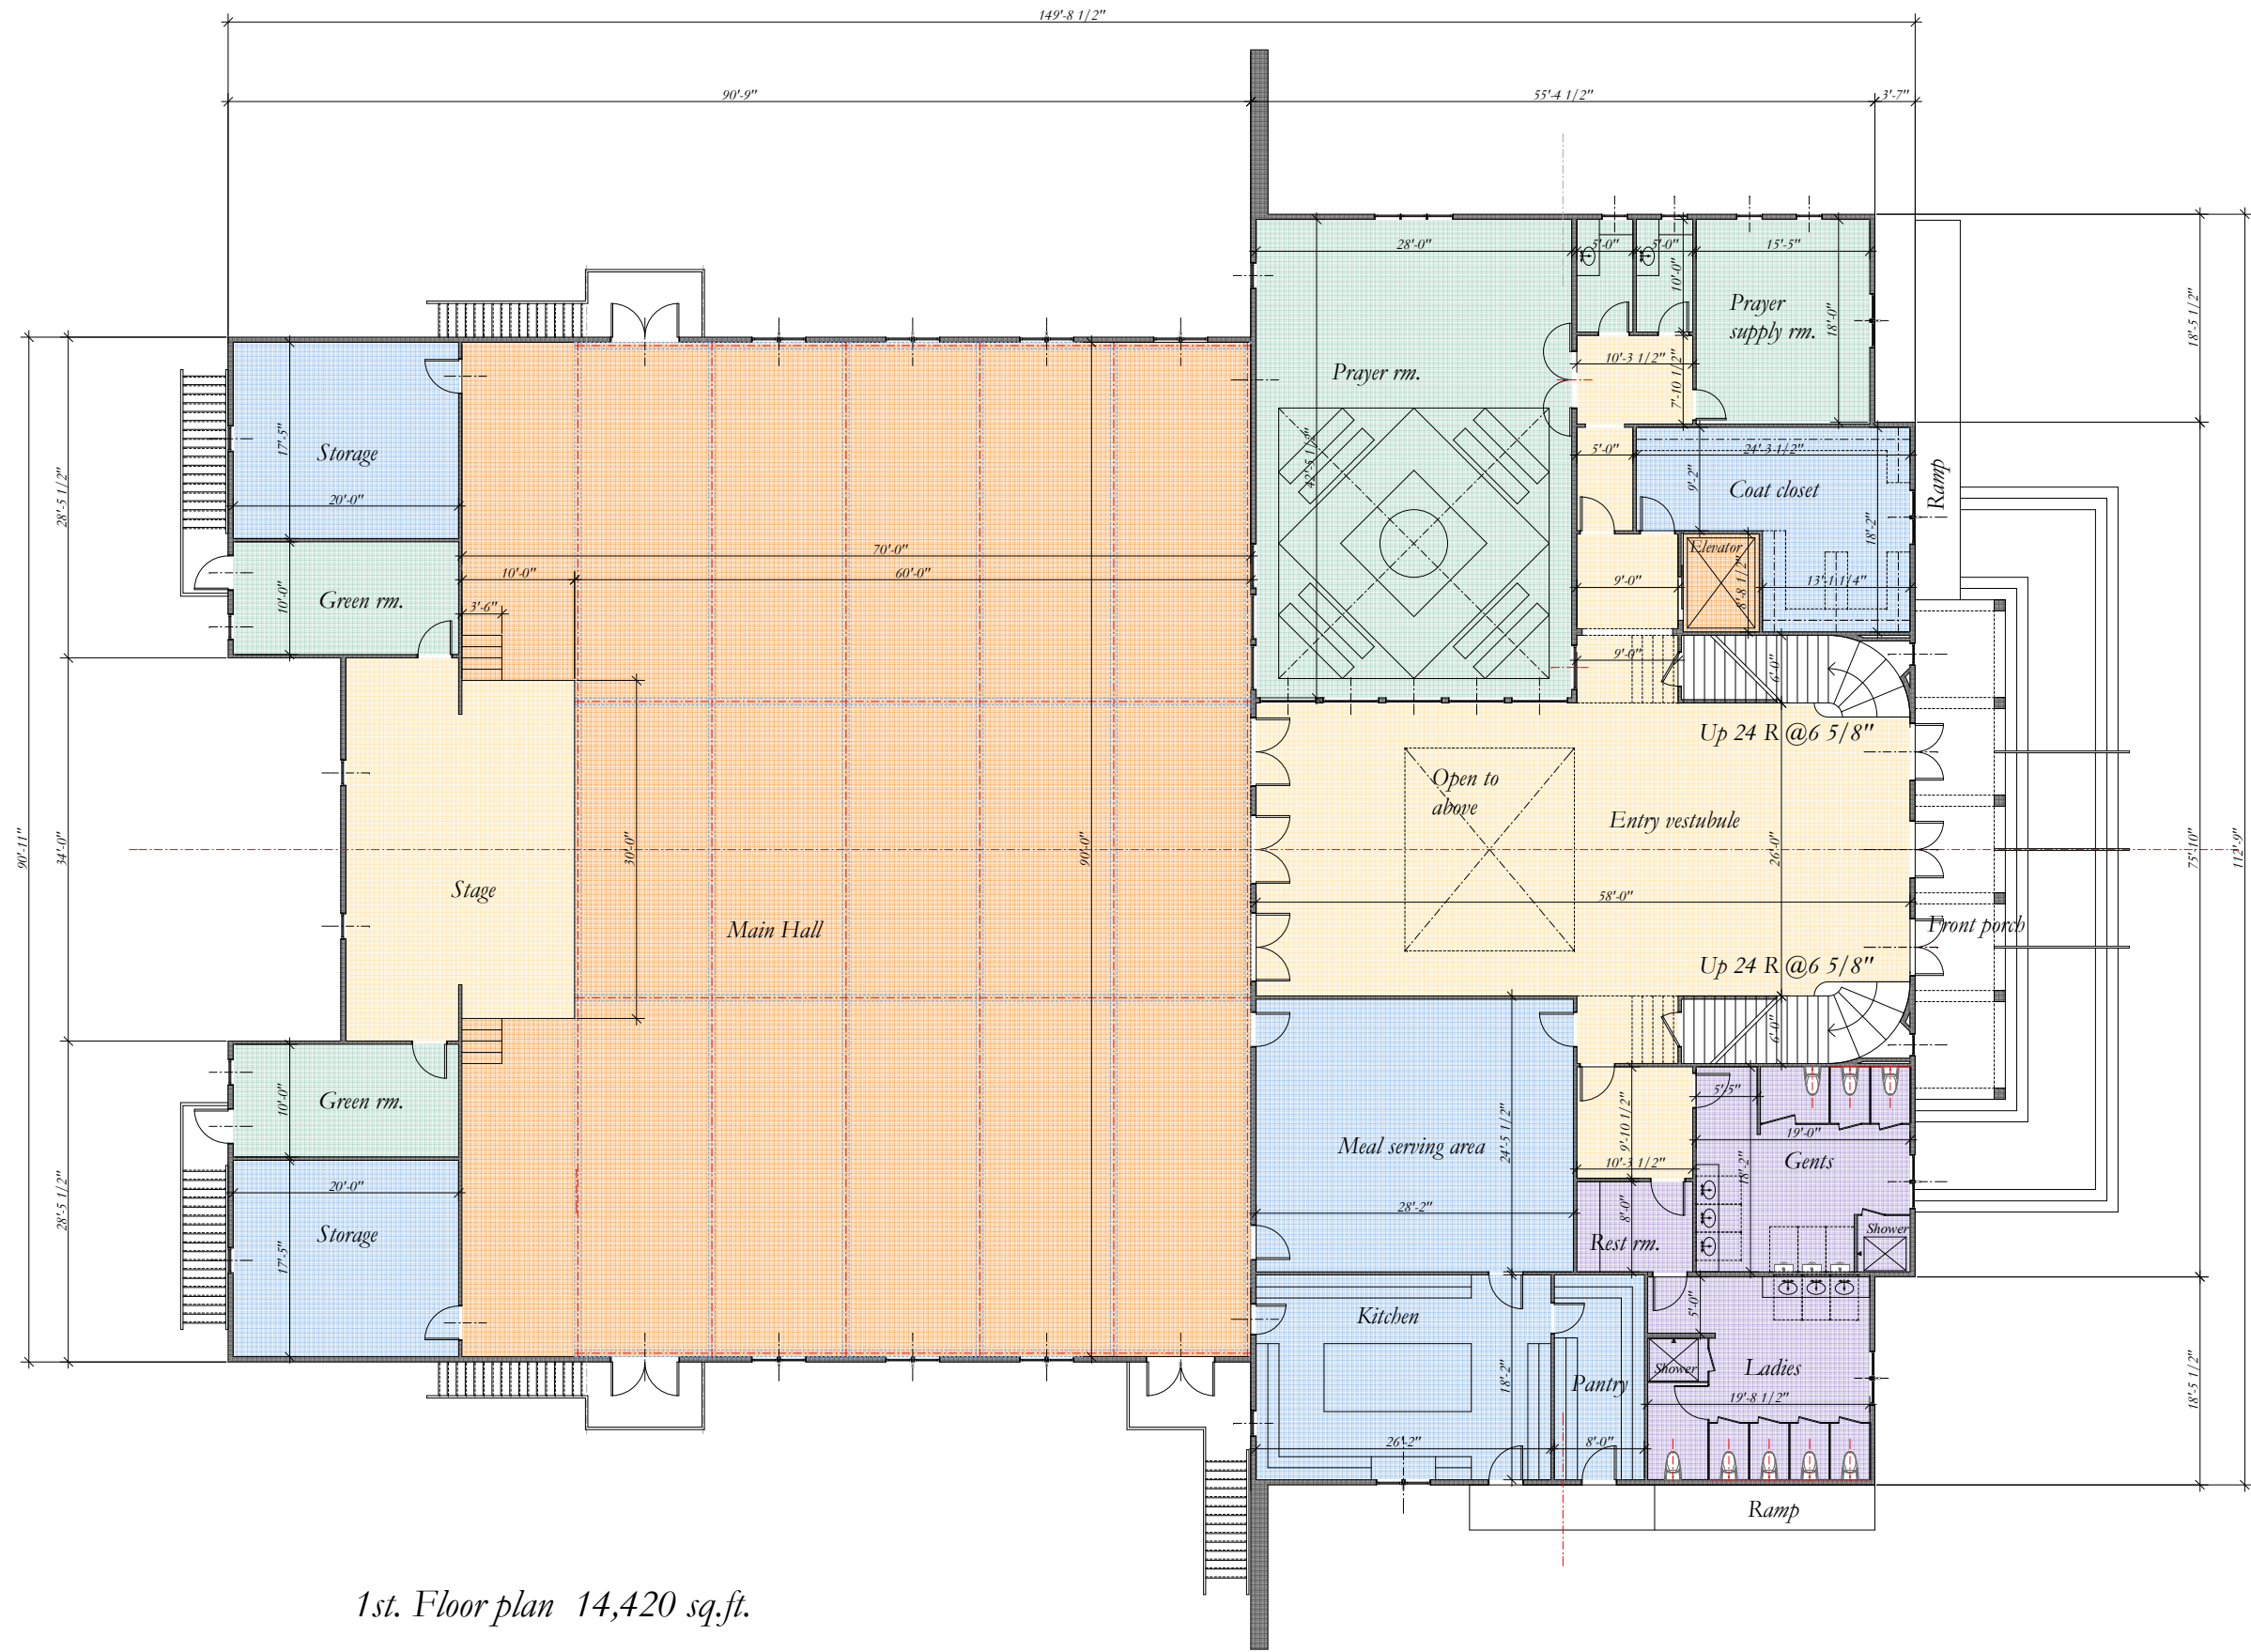 149'-8 1/2"
90'-9"
55'-4 1/2"
3'-7"
28'-0"
5'-0"
5'-0"
15'-5"
10'-0"
Prayer
supply rm.
18'-0"
18'-5 1/2"
10'-3 1/2"
7'-10 1/2"
Prayer rm.
42'-5 1/2"
17'-5"
Storage
20'-0"
28'-5 1/2"
5'-0"
24'-3 1/2"
9'-2"
Coat closet
Ramp
18'-2"
70'-0"
10'-0"
60'-0"
3'-6"
10'-0"
Green rm.
Elevator
8'-8 1/2"
9'-0"
13'-1 1/4"
9'-0"
6'-0"
Up 24 R @6 5/8"
Open to
above
Entry vestubule
90'-11"
34'-0"
30'-0"
90'-0"
26'-0"
75'-10"
112'-9"
Stage
58'-0"
Main Hall
Front porch
Up 24 R @6 5/8"
6'-0"
10'-0"
Green rm.
5'-5"
9'-10 1/2"
24'-5 1/2"
Meal serving area
19'-0"
Gents
10'-3 1/2"
18'-2"
20'-0"
28'-5 1/2"
28'-2"
8'-0"
Rest rm.
Shower
Storage
17'-5"
Kitchen
5'-0"
18'-2"
Pantry
Shower
Ladies
19'-8 1/2"
18'-5 1/2"
26'-2"
8'-0"
Ramp
1st. Floor plan 14,420 sq.ft.